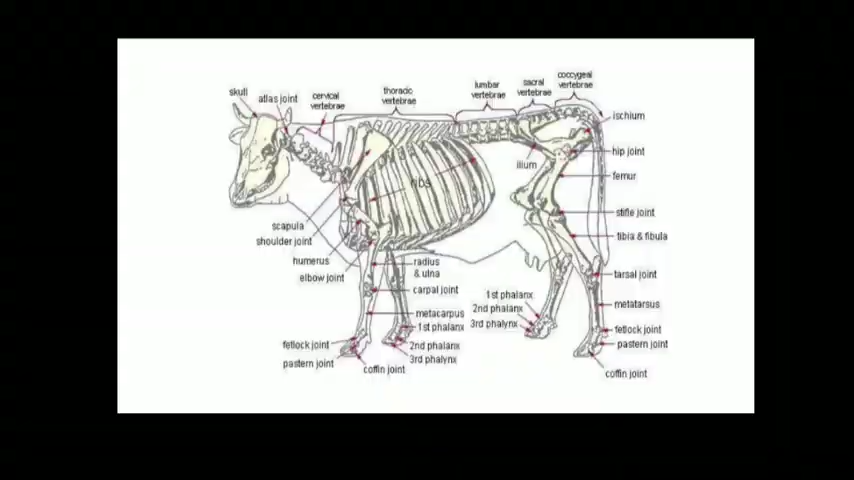 skull
atlas joint
cervical
vertebrae
thoracic
vertebrae
lumbar
vertebrae
sacral
vertebrae
coccygeal
vertebrae
ischium
hip joint
ilium
femur
stifle joint
tibia & fibula
scapula
shoulder joint
humerus
elbow joint
radius
& ulna
carpal joint
tarsal joint
metacarpus
metatarsus
1st phalanx
2nd phalanx
3rd phalynx
1st phalanx
2nd phalanx
3rd phalynx
fetlock joint
pastern joint
coffin joint
fetlock joint
pastern joint
coffin joint